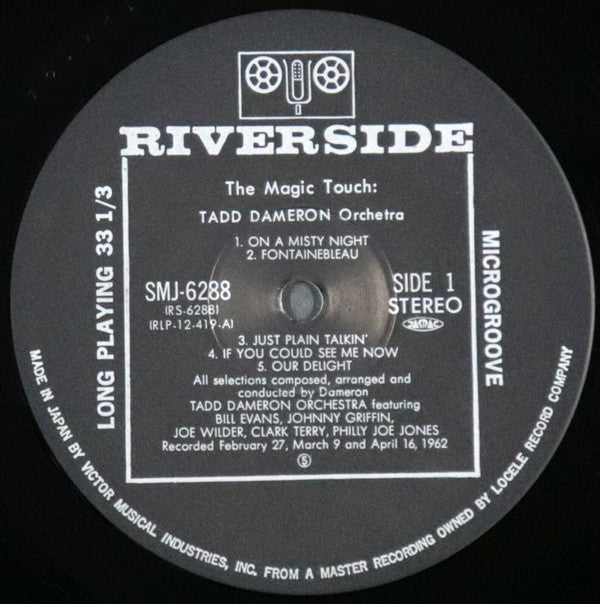 RIVERSIDE
The Magic Touch:
TADD DAMERON Orchetra
1. ON A MISTY NIGHT
2. FONTAINEBLEAU
SMJ-6288
(RS-6288)
(RLP-12-419-A)
SIDE 1
STEREO
JASRAC
3. JUST PLAIN TALKIN'
4. IF YOU COULD SEE ME NOW
5. OUR DELIGHT
All selections composed, arranged and
conducted by Dameron
TADD DAMERON ORCHESTRA featuring
BILL EVANS, JOHNNY GRIFFIN,
JOE WILDER, CLARK TERRY, PHILLY JOE JONES
Recorded February 27, March 9 and April 16, 1962
S
LONG PLAYING 33 1/3
MICROGROOVE
MADE IN JAPAN BY VICTOR MUSICAL INDUSTRIES, INC. FROM A MASTER RECORDING OWNED BY LOCELE RECORD COMPANY